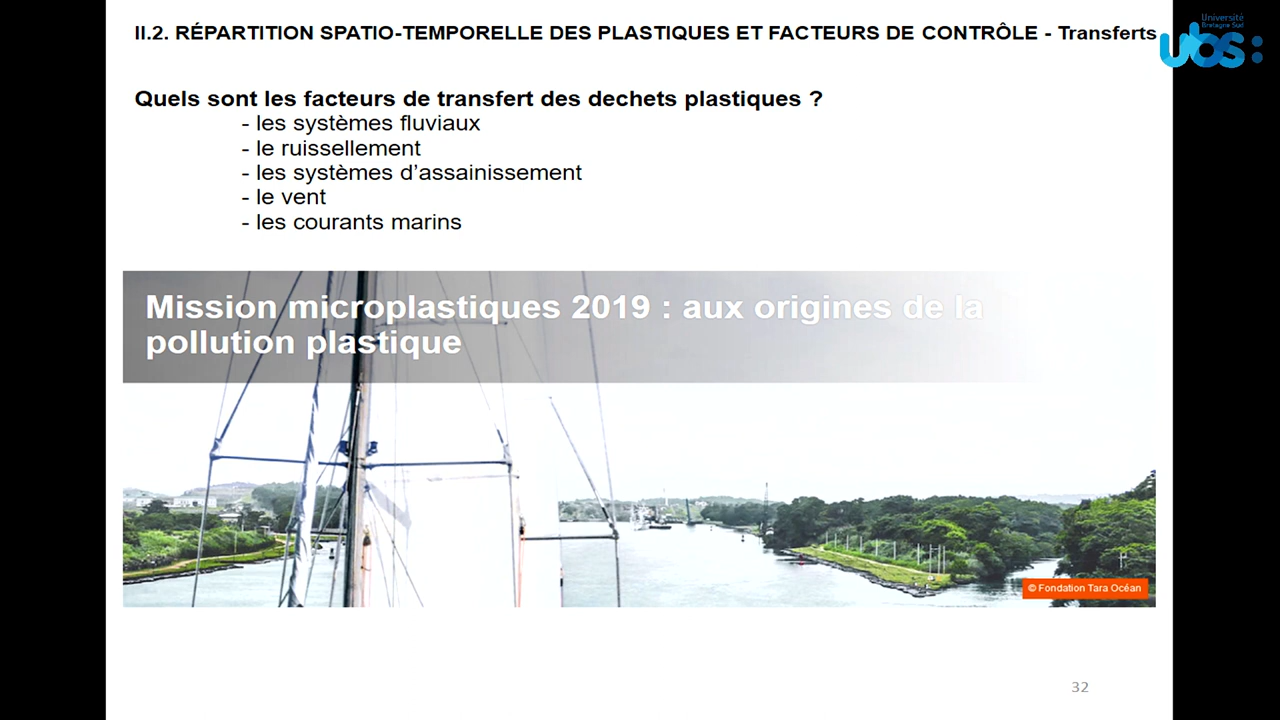 II.2. RÉPARTITION SPATIO-TEMPORELLE DES PLASTIQUES ET FACTEURS DE CONTRÔLE - Transferts
Université
Bretagne Sud
ubs:
Quels sont les facteurs de transfert des dechets plastiques ?
- les systèmes fluviaux
- le ruissellement
- les systèmes d’assainissement
- le vent
- les courants marins
Mission microplastiques 2019 : aux origines de la
pollution plastique
© Fondation Tara Océan
32